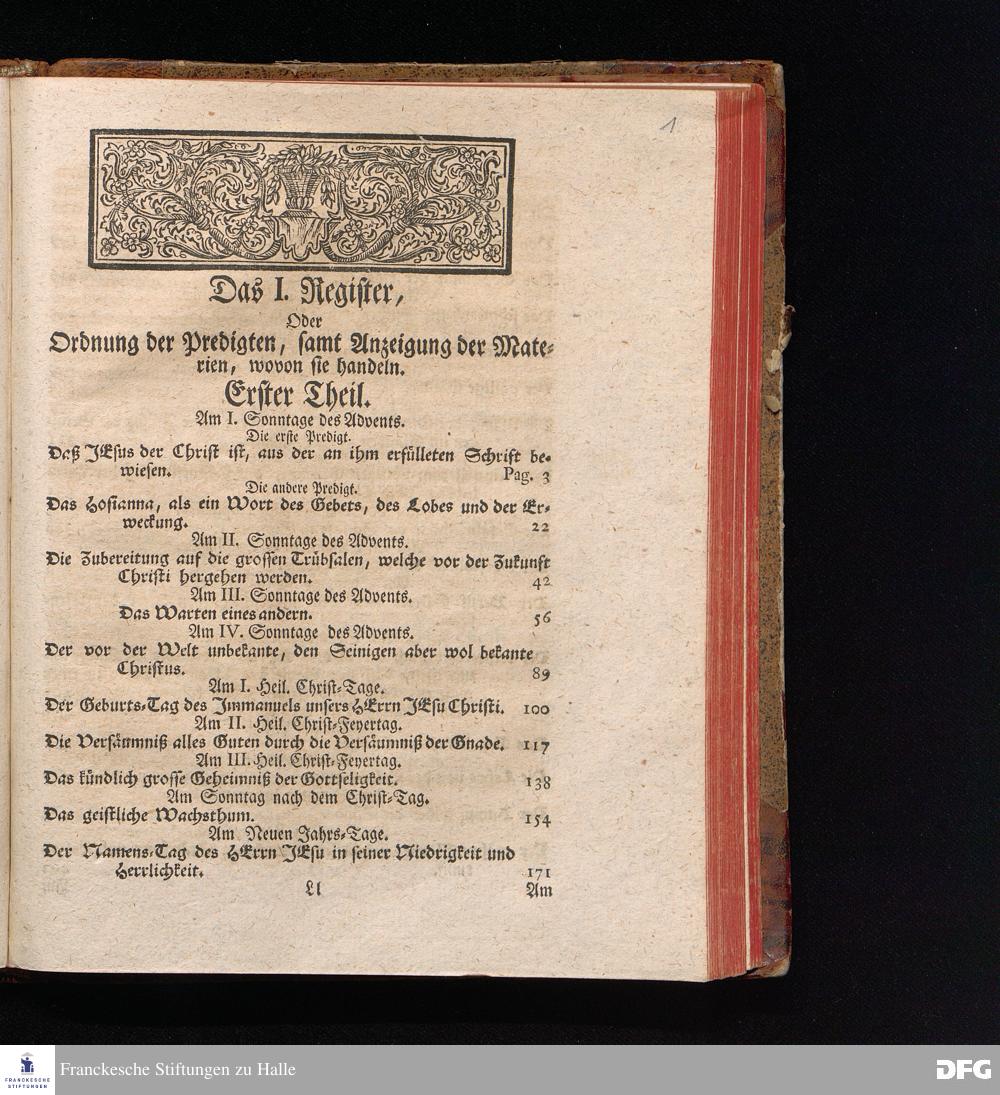 1
Das I. Register,
Oder
Ordnung der Predigten, samt Anzeigung der Mate-
rien, wovon sie handeln.
Erster Theil.
Am I. Sonntage des Advents.
Die erste Predigt.
Daß JEsus der Christ ist, aus der an ihm erfülleten Schrift be-
wiesen. Pag. 3
Die andere Predigt.
Das Hosianna, als ein Wort des Gebets, des Lobes und der Er-
weckung. 22
Am II. Sonntage des Advents.
Die Zubereitung auf die grossen Trübsalen, welche vor der Zukunft
Christi hergehen werden. 42
Am III. Sonntage des Advents.
Das Warten eines andern. 56
Am IV. Sonntage des Advents.
Der vor der Welt unbekante, den Seinigen aber wol bekante
Christus. 89
Am I. Heil. Christ-Tage.
Der Geburts-Tag des Immanuels unsers HErrn JEsu Christi. 100
Am II. Heil. Christ-Feyertag.
Die Versäumniß alles Guten durch die Versäumniß der Gnade. 117
Am III. Heil. Christ-Feyertag.
Das kündlich grosse Geheimniß der Gottseligkeit. 138
Am Sonntag nach dem Christ-Tag.
Das geistliche Wachsthum. 154
Am Neuen Jahrs-Tage.
Der Namens-Tag des HErrn JEsu in seiner Niedrigkeit und
Herrlichkeit. 171
Ll Am
FRANCKESCHE
STIFTUNGEN
Franckesche Stiftungen zu Halle
DFG